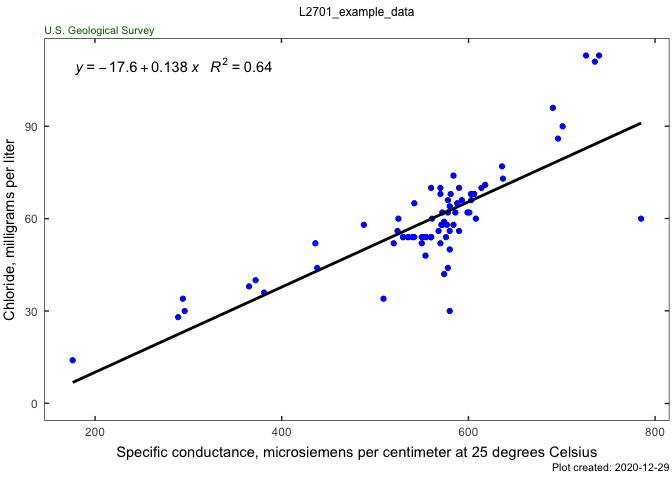 L2701_example_data
U.S. Geological Survey
y = − 17.6 + 0.138 x R² = 0.64
Chloride, milligrams per liter
90
60
30
0
200 400 600 800
Specific conductance, microsiemens per centimeter at 25 degrees Celsius
Plot created: 2020-12-29